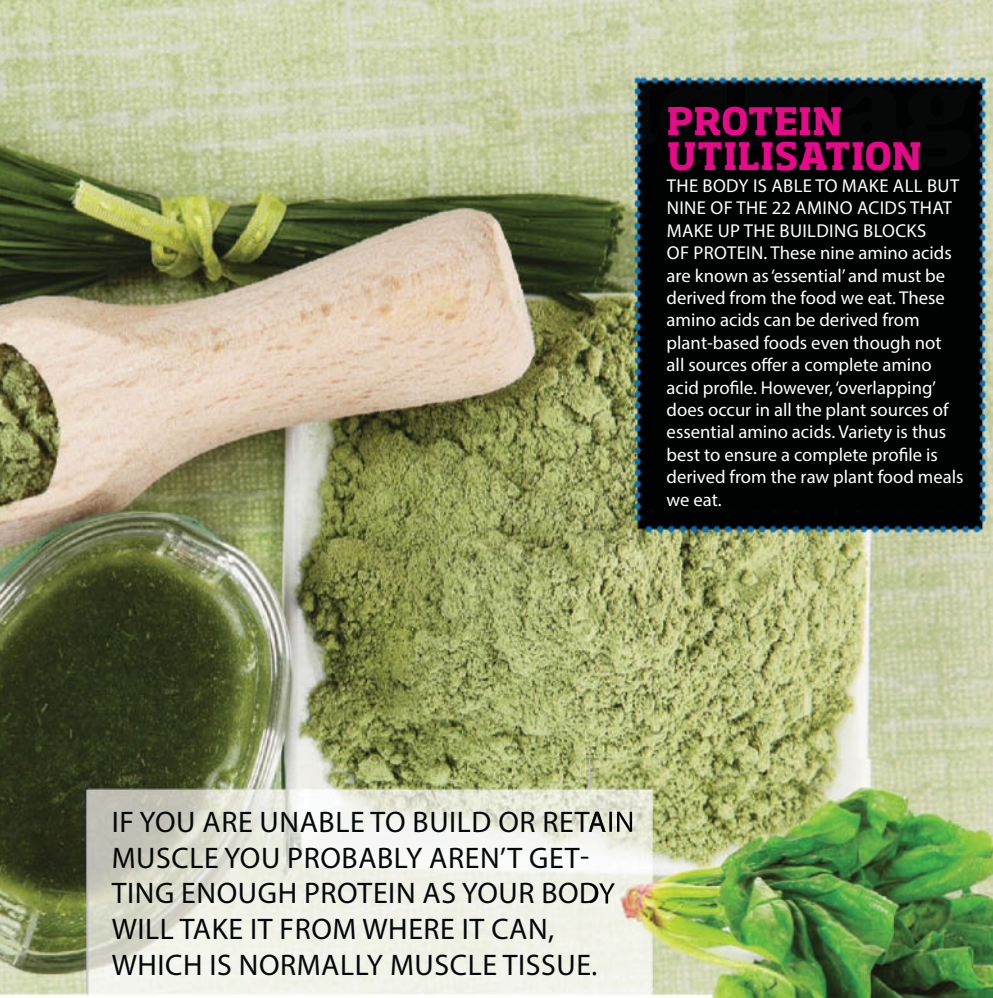 PROTEIN
UTILISATION
THE BODY IS ABLE TO MAKE ALL BUT
NINE OF THE 22 AMINO ACIDS THAT
MAKE UP THE BUILDING BLOCKS
OF PROTEIN. These nine amino acids
are known as ‘essential’ and must be
derived from the food we eat. These
amino acids can be derived from
plant-based foods even though not
all sources offer a complete amino
acid profile. However, ‘overlapping’
does occur in all the plant sources of
essential amino acids. Variety is thus
best to ensure a complete profile is
derived from the raw plant food meals
we eat.
IF YOU ARE UNABLE TO BUILD OR RETAIN
MUSCLE YOU PROBABLY AREN’T GET-
TING ENOUGH PROTEIN AS YOUR BODY
WILL TAKE IT FROM WHERE IT CAN,
WHICH IS NORMALLY MUSCLE TISSUE.